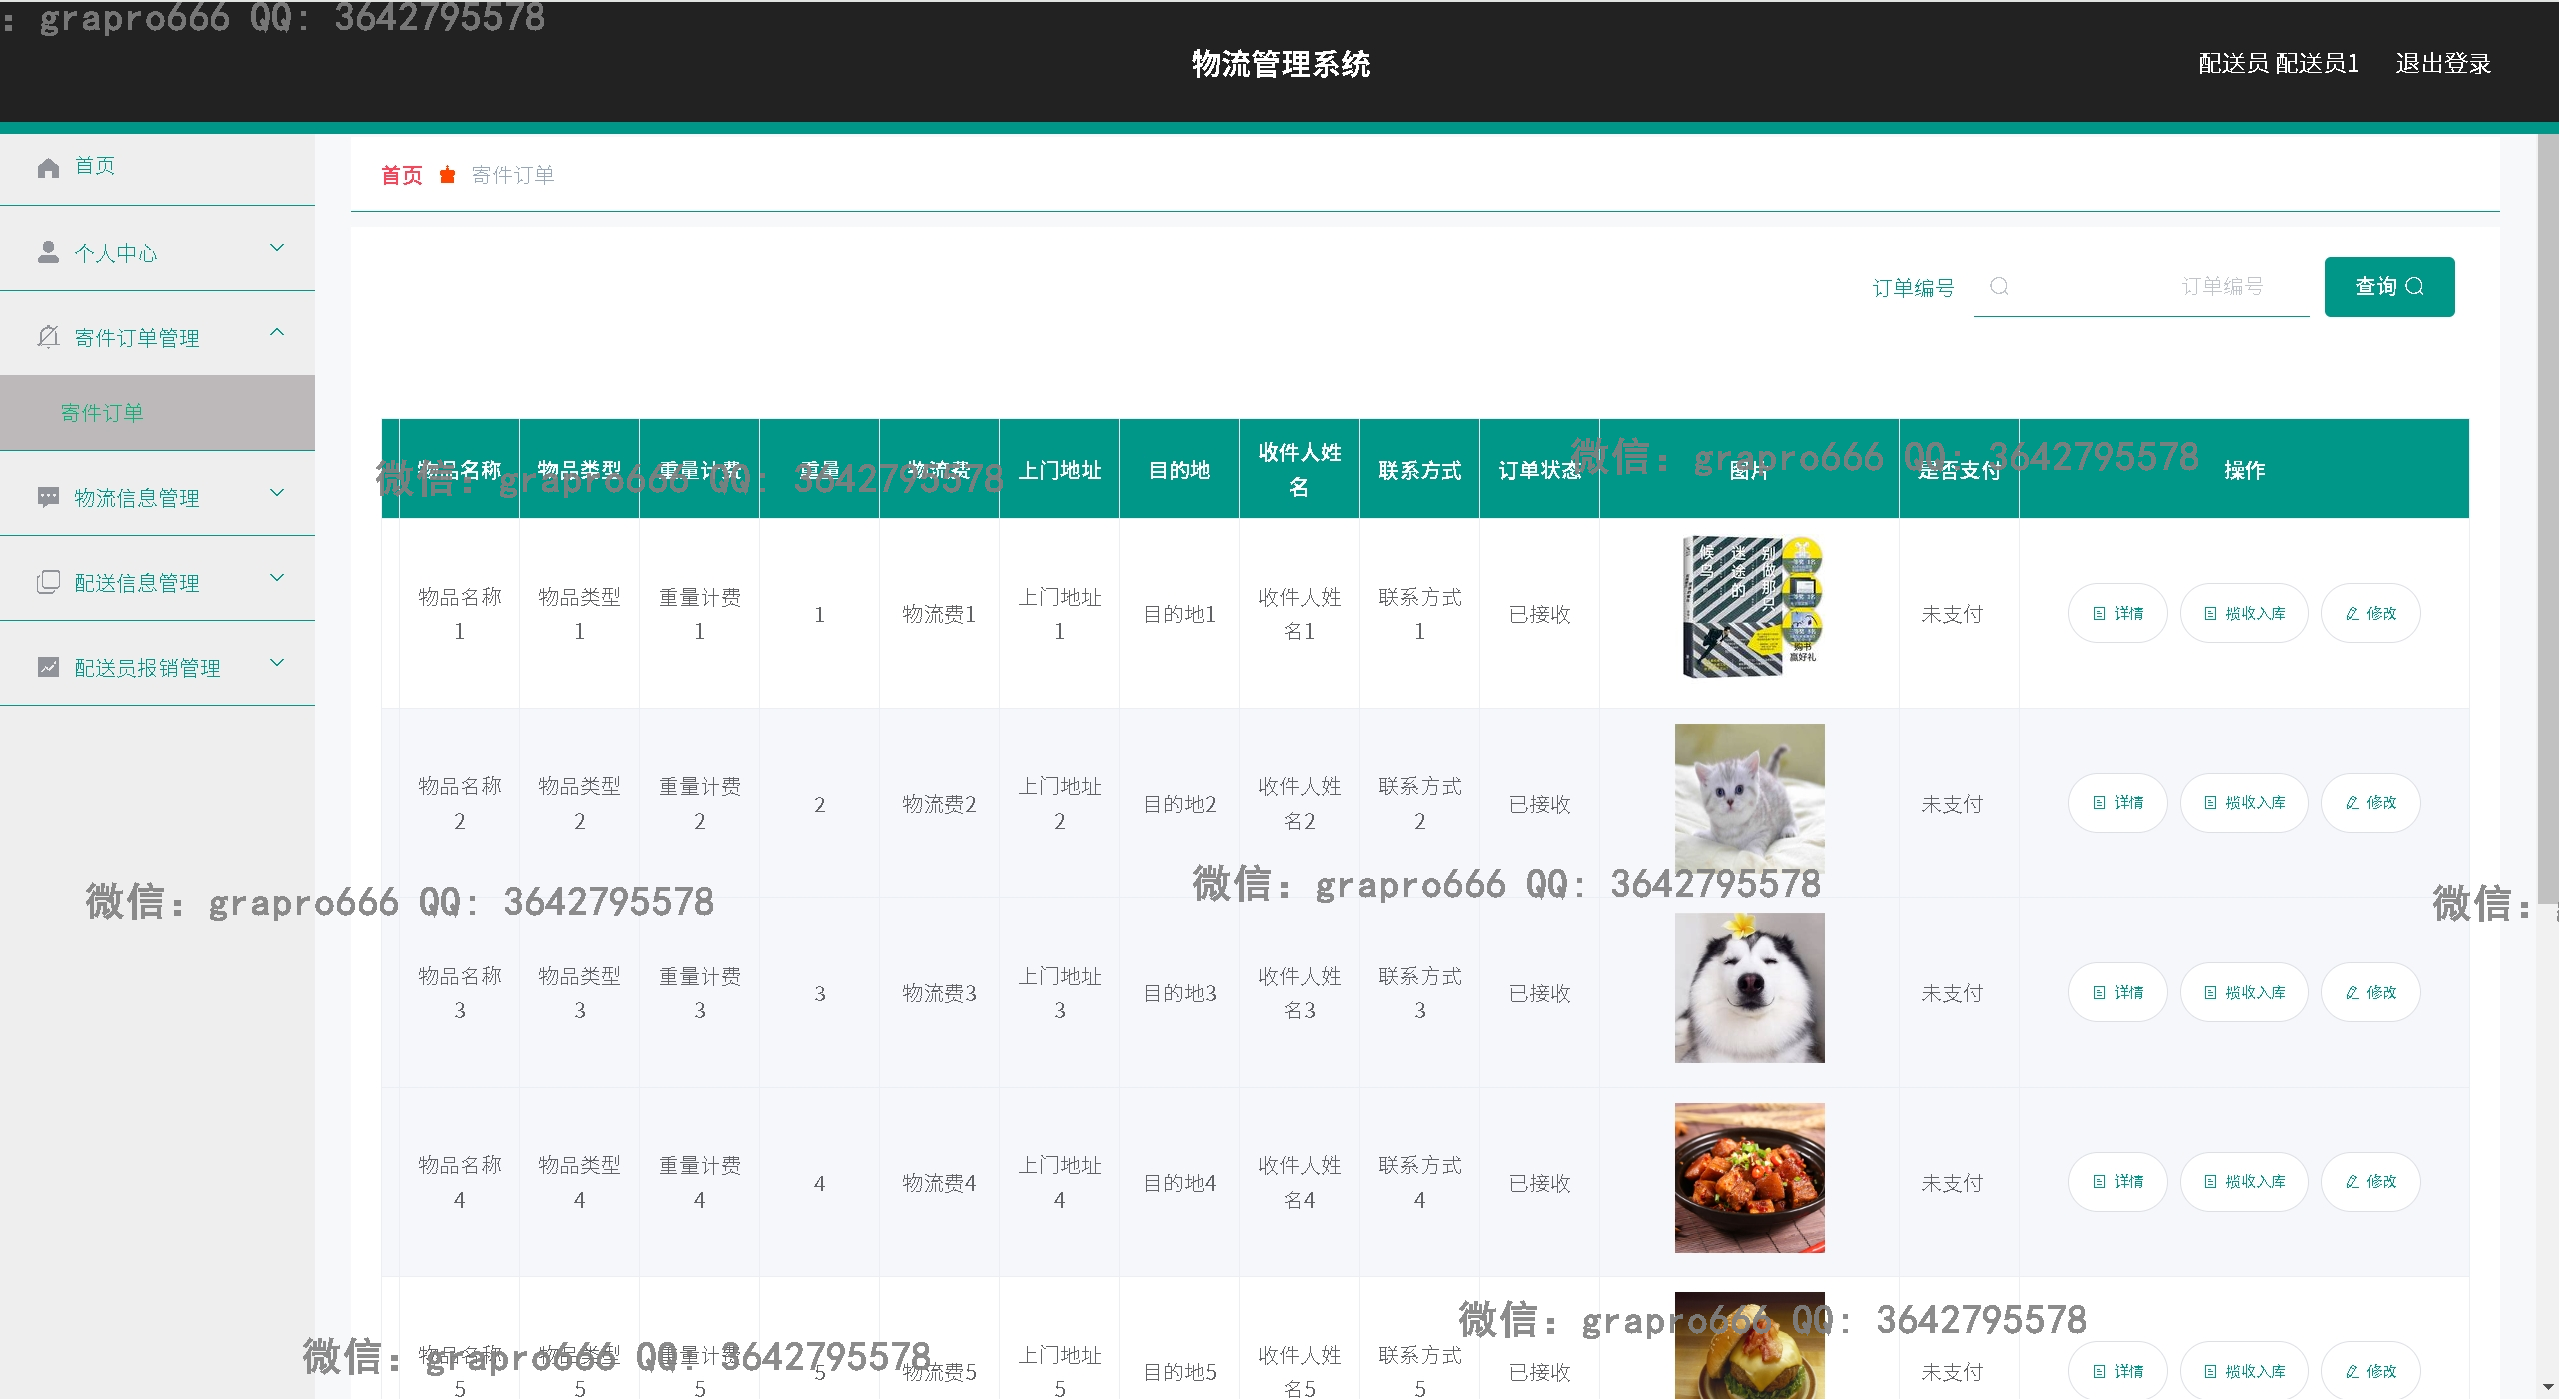 ：grapro666 QQ: 3642795578
物流管理系统
配送员 配送员1 退出登录
首页
个人中心
寄件订单管理
寄件订单
物流信息管理
配送信息管理
配送员报销管理
首页 寄件订单
订单编号 订单编号 查询
物品名称 物品类型 重量计费 重量 物流费 上门地址 目的地 收件人姓名 联系方式 订单状态 图片 是否支付 操作
微信：grapro666 QQ: 3642795578
微信：grapro666 QQ: 3642795578
物品名称1 物品类型1 重量计费1 1 物流费1 上门地址1 目的地1 收件人姓名1 联系方式1 已接收 未支付 详情 揽收入库 修改
候鸟
迷途的
别做那只
购书
赢好礼
物品名称2 物品类型2 重量计费2 2 物流费2 上门地址2 目的地2 收件人姓名2 联系方式2 已接收 未支付 详情 揽收入库 修改
微信：grapro666 QQ: 3642795578
微信：grapro666 QQ: 3642795578
微信：
物品名称3 物品类型3 重量计费3 3 物流费3 上门地址3 目的地3 收件人姓名3 联系方式3 已接收 未支付 详情 揽收入库 修改
物品名称4 物品类型4 重量计费4 4 物流费4 上门地址4 目的地4 收件人姓名4 联系方式4 已接收 未支付 详情 揽收入库 修改
物品名称5 物品类型5 重量计费5 5 物流费5 上门地址5 目的地5 收件人姓名5 联系方式5 已接收 未支付 详情 揽收入库 修改
微信：grapro666 QQ: 3642795578
微信：grapro666 QQ: 3642795578